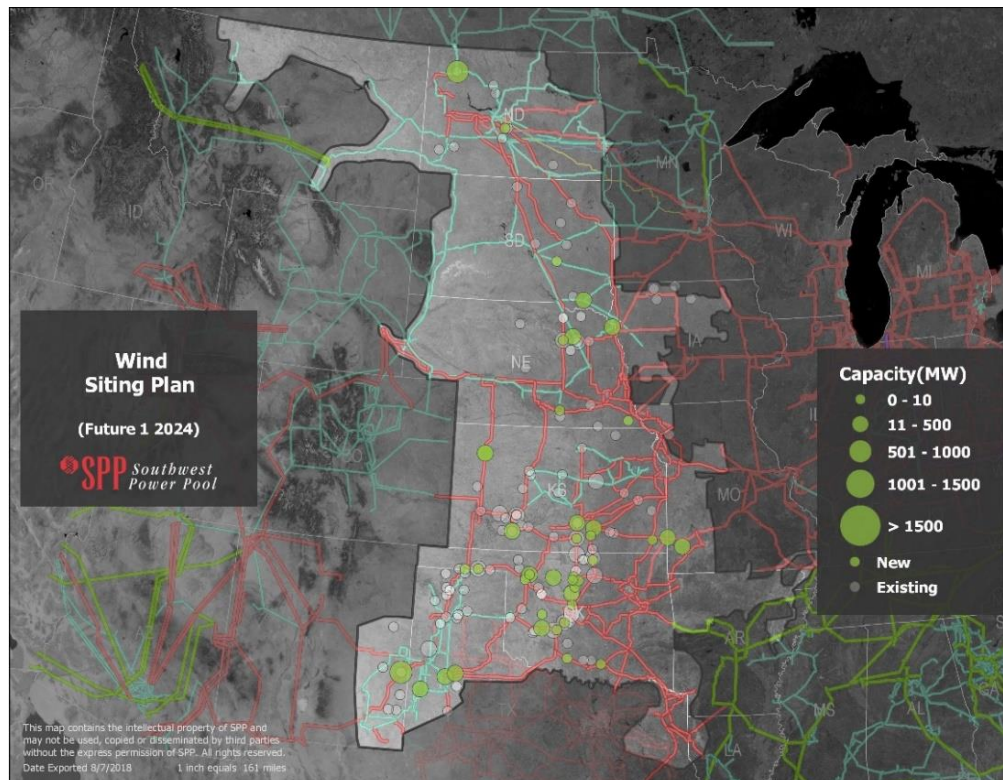 Wind
Siting Plan
(Future 1 2024)
SPP Southwest
Power Pool
Capacity(MW)
0 - 10
11 - 500
501 - 1000
1001 - 1500
> 1500
New
Existing
ND
MN
OR
ID
SD
WI
MI
NE
IA
CO
KS
MO
OK
AR
MS
AL
GA
LA
This map contains the intellectual property of SPP and
may not be used, copied or disseminated by third parties
without the express permission of SPP. All rights reserved.
Date Exported 8/7/2018 1 inch equals 161 miles